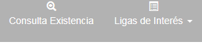 Consulta Existencia
Ligas de Interés